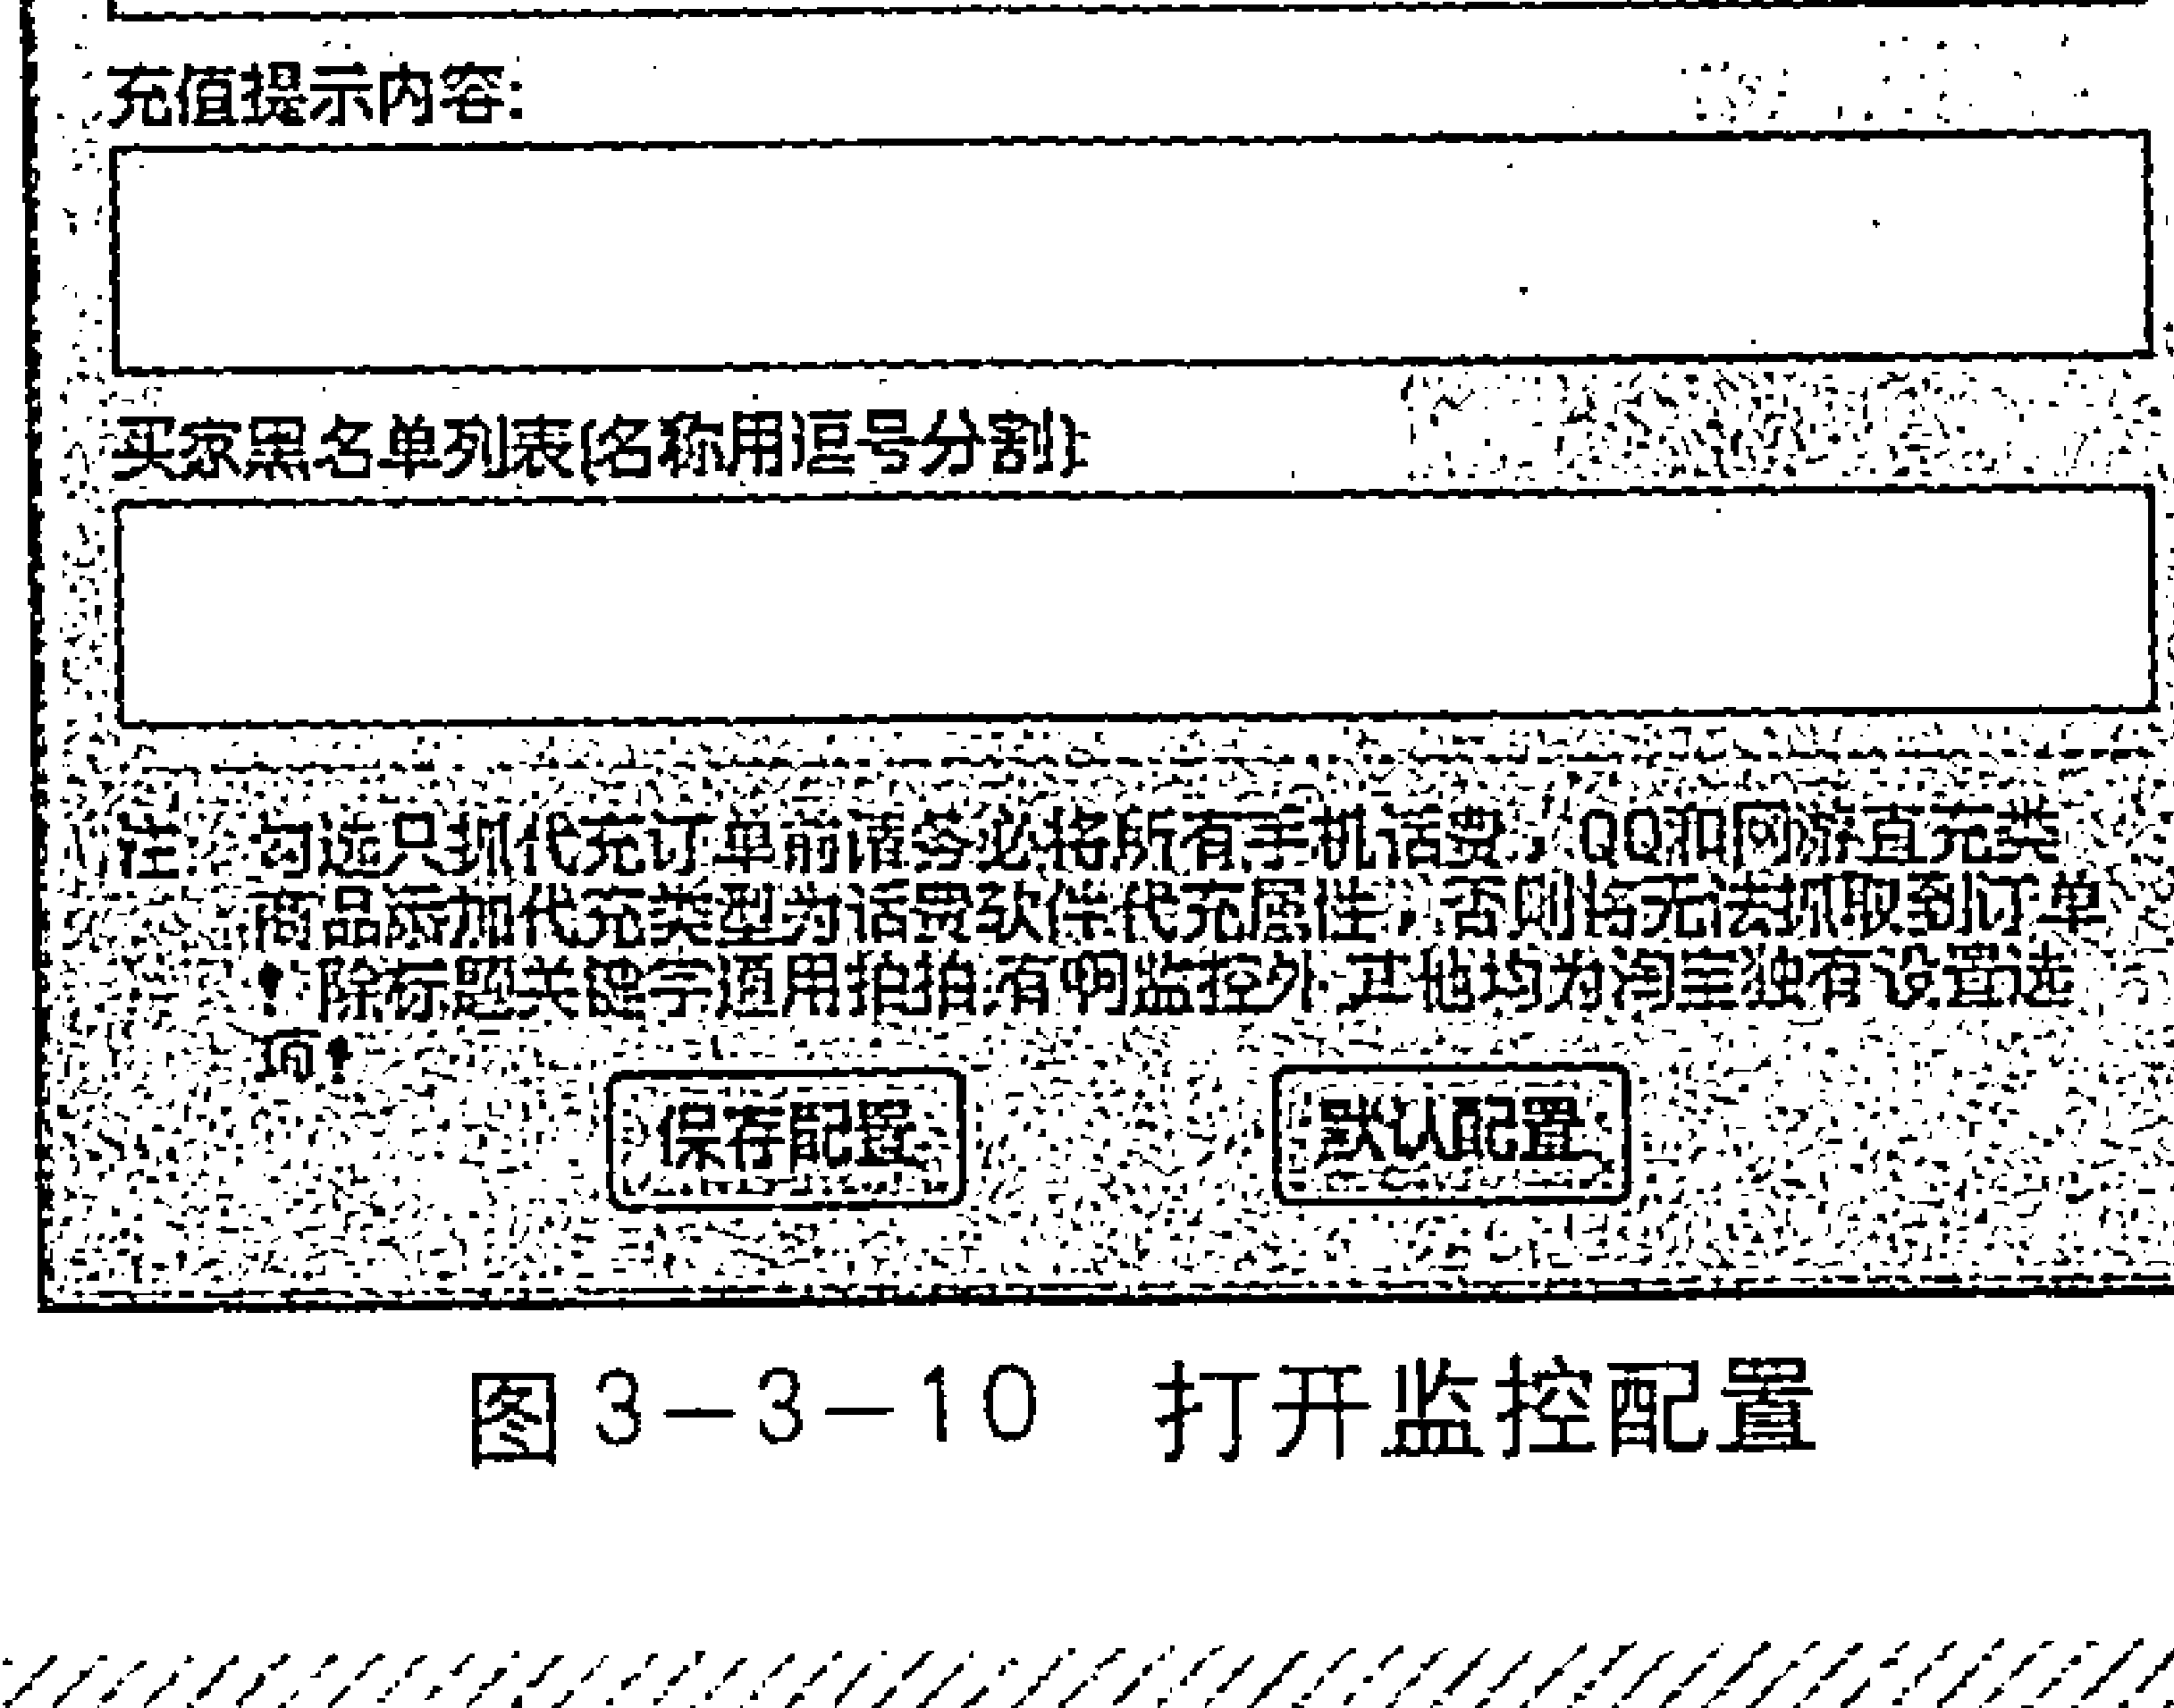 充值提示内容:
买家黑名单列表(名称用逗号分割):
注: 勾选只抓代充订单前请务必将所有手机话费，QQ和网游直充类
商品添加代充类型为话费软件代充属性，否则将无法抓取到订单
！除标题关键字通用拍拍,有啊监控外,其他均为淘宝独有设置选
项！
保存配置
默认配置
图3-3-10 打开监控配置